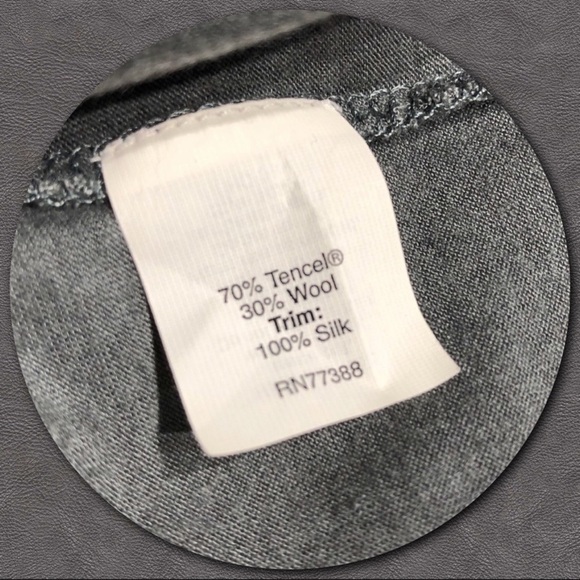 70% Tencel®
30% Wool
Trim:
100% Silk
RN77388